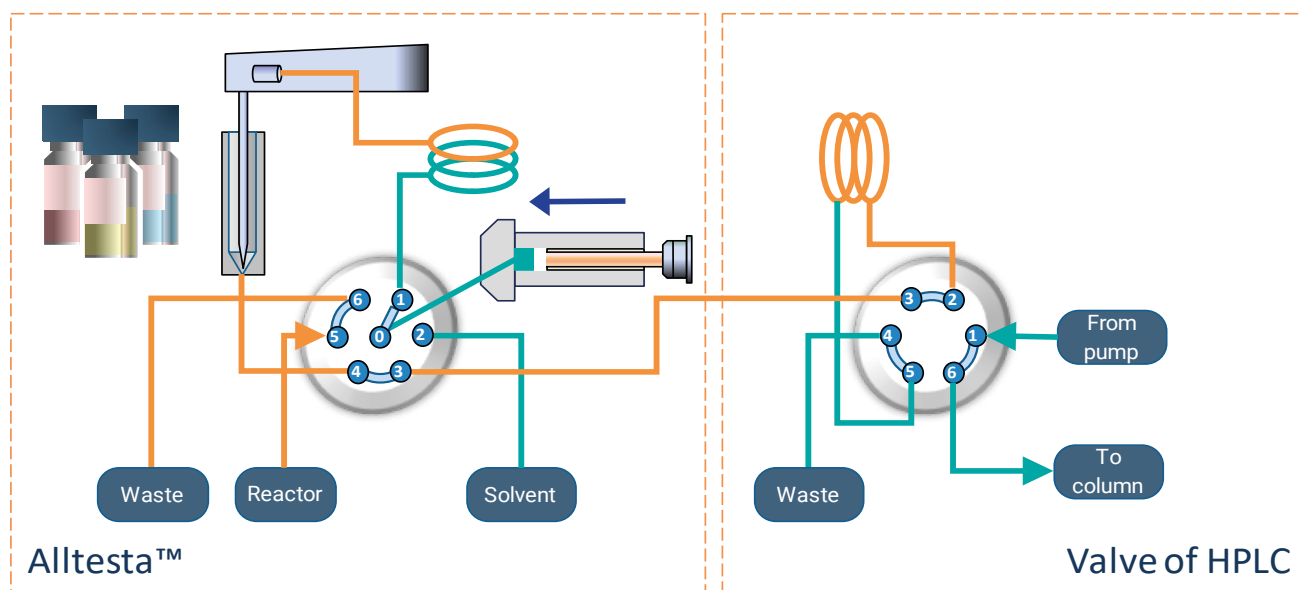 6
1
5
0
2
4
3
3
2
4
1
5
6
From
pump
To
column
Waste
Reactor
Solvent
Waste
Alltesta™
Valve of HPLC